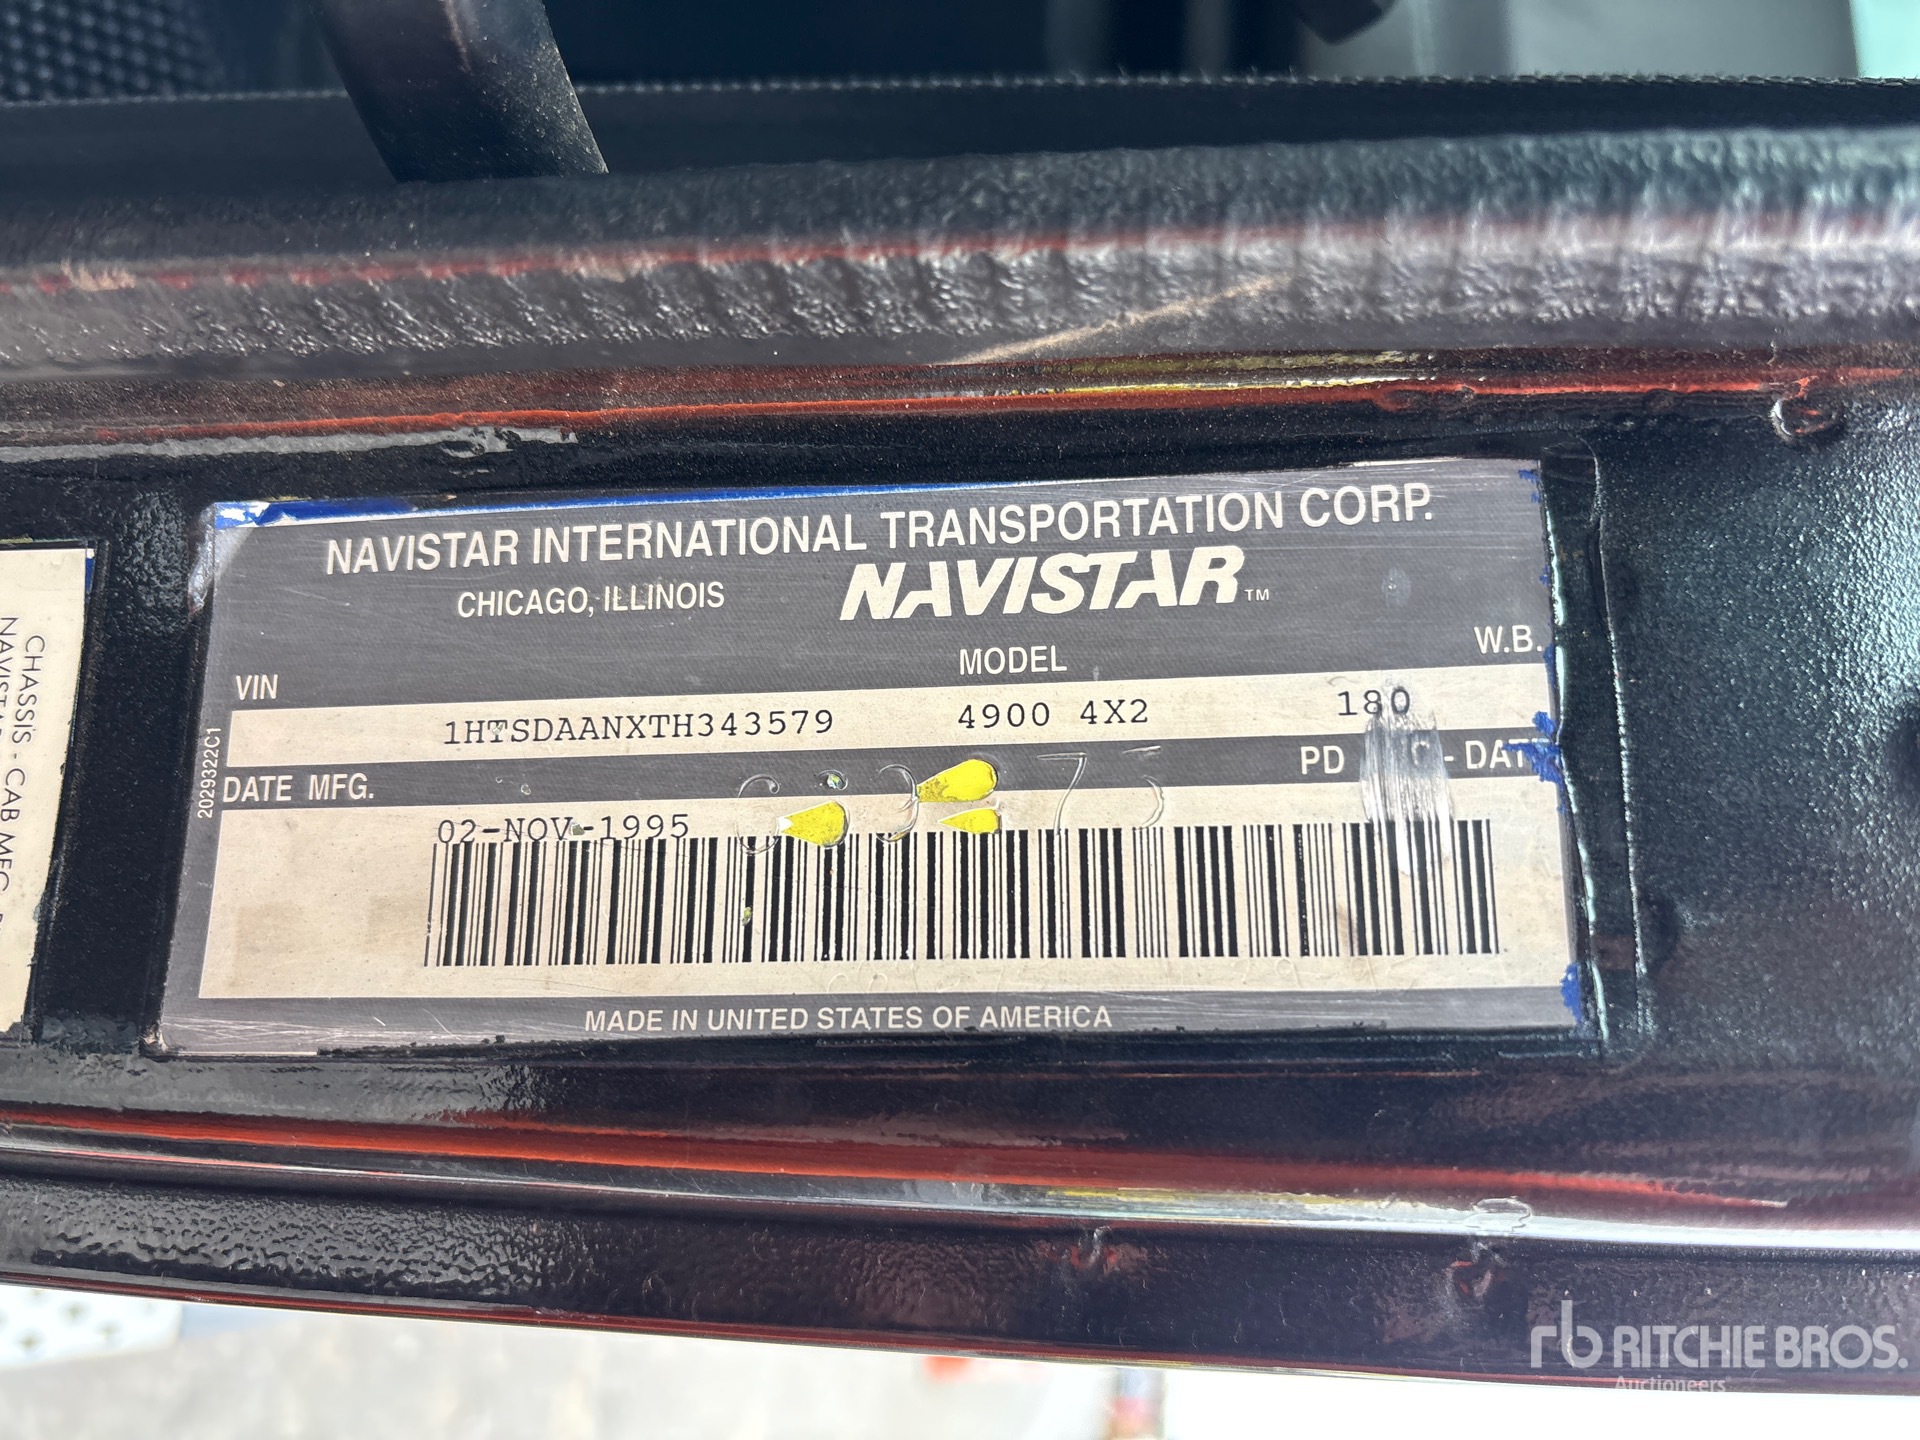 NAVISTAR INTERNATIONAL TRANSPORTATION CORP.
CHICAGO, ILLINOIS NAVISTAR™
VIN MODEL W.B.
1HTSDAANXTH343579 4900 4X2 180
DATE MFG. PD - DATE
02-NOV-1995
MADE IN UNITED STATES OF AMERICA
2029322C1
CHASSIS - CAB MFG.
RITCHIE BROS.
Auctioneers